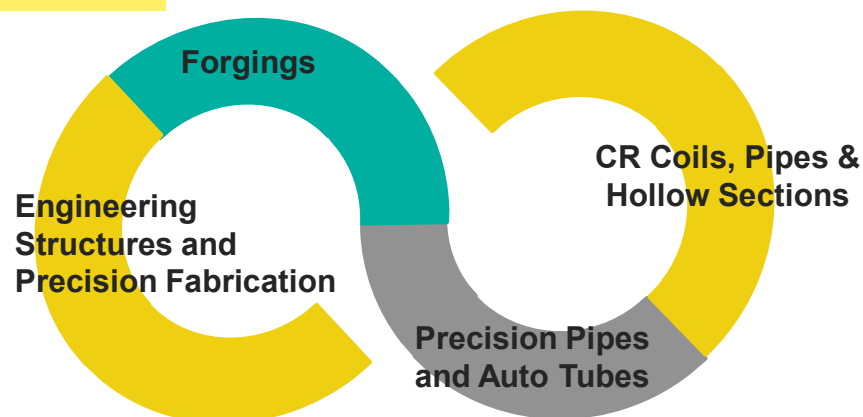 Forgings
CR Coils, Pipes &
Hollow Sections
Engineering
Structures and
Precision Fabrication
Precision Pipes
and Auto Tubes